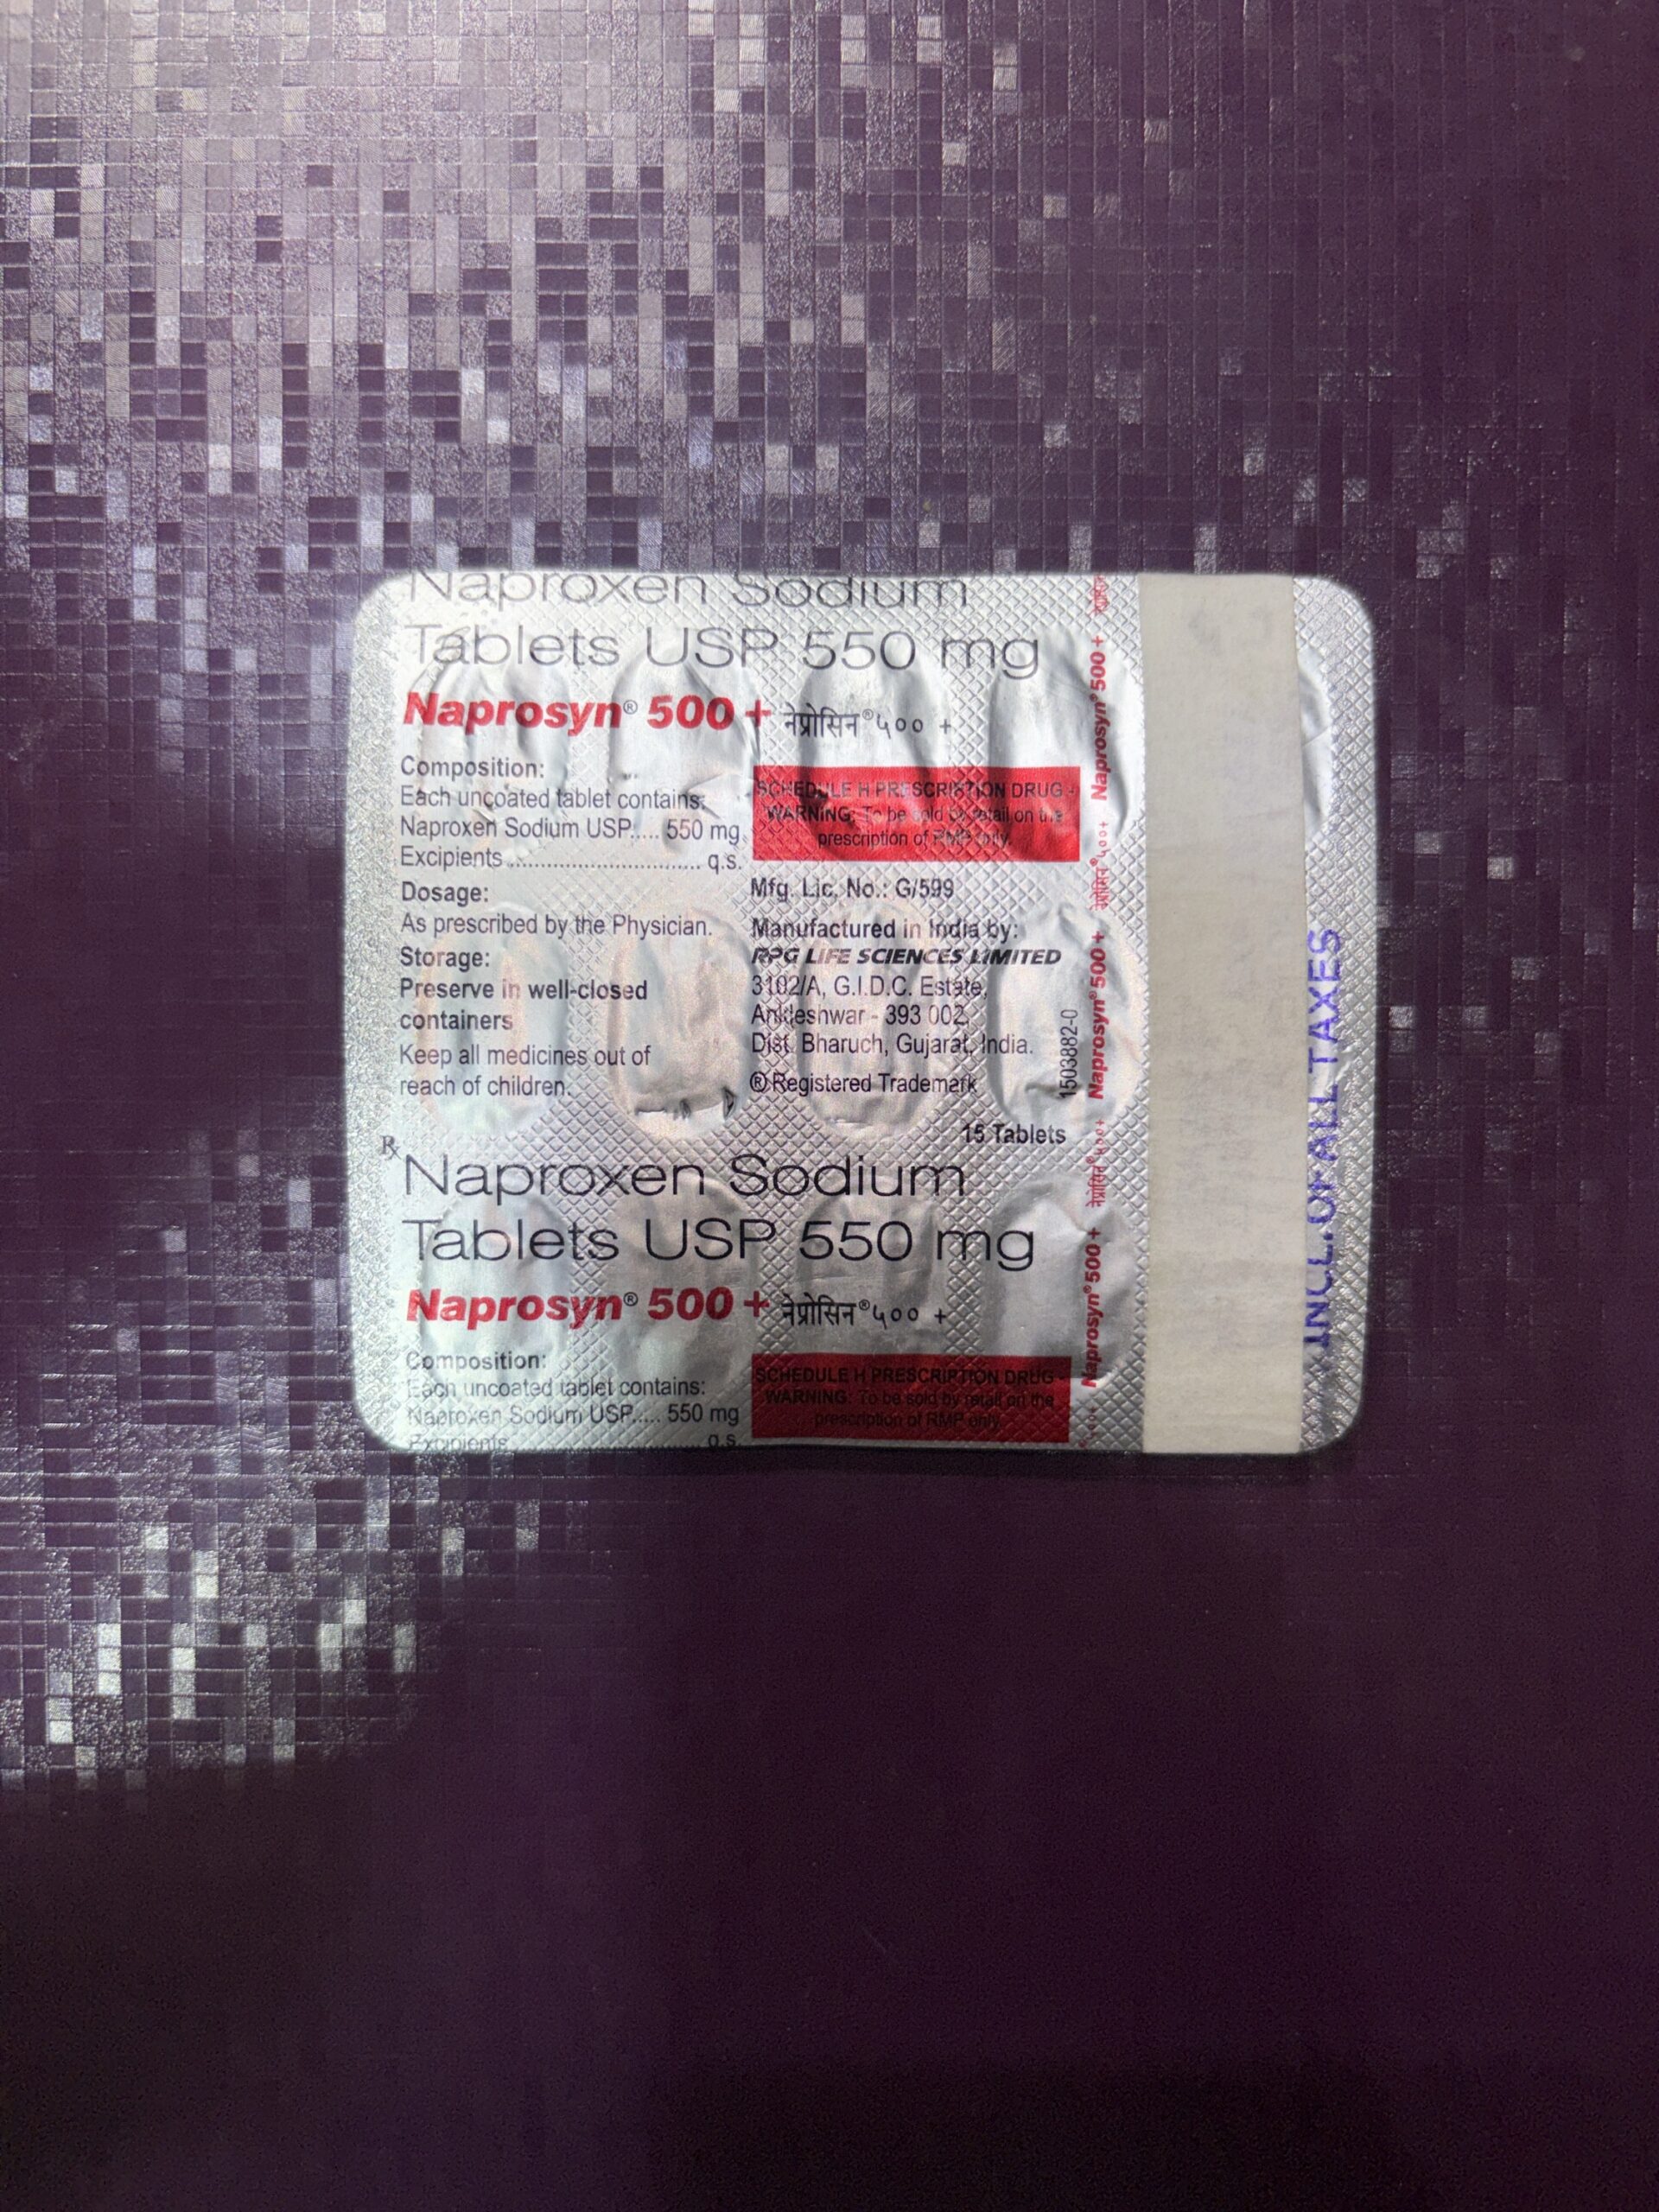 Naproxen Sodium
Tablets USP 550 mg
Naprosyn® 500 + नेप्रोसिन® ५०० +
Composition:
Each uncoated tablet contains:
Naproxen Sodium USP..... 550 mg
Excipients .............................. q.s.
Dosage:
As prescribed by the Physician.
Storage:
Preserve in well-closed
containers
Keep all medicines out of
reach of children.
SCHEDULE H PRESCRIPTION DRUG -
WARNING: To be sold by retail on the
prescription of RMP only.
Mfg. Lic. No.: G/599
Manufactured in India by:
RPG LIFE SCIENCES LIMITED
3102/A, G.I.D.C. Estate,
Ankleshwar - 393 002,
Dist. Bharuch, Gujarat, India.
® Registered Trademark
1503882-0
15 Tablets
℞ Naproxen Sodium
Tablets USP 550 mg
Naprosyn® 500 + नेप्रोसिन® ५०० +
Composition:
Each uncoated tablet contains:
Naproxen Sodium USP..... 550 mg
Excipients q.s.
SCHEDULE H PRESCRIPTION DRUG -
WARNING: To be sold by retail on the
prescription of RMP only.
Naprosyn® 500 + नेप्रोसिन® ५०० + Naprosyn® 500 + नेप्रोसिन® ५०० + Naprosyn® 500 +
INCL.OF ALL TAXES